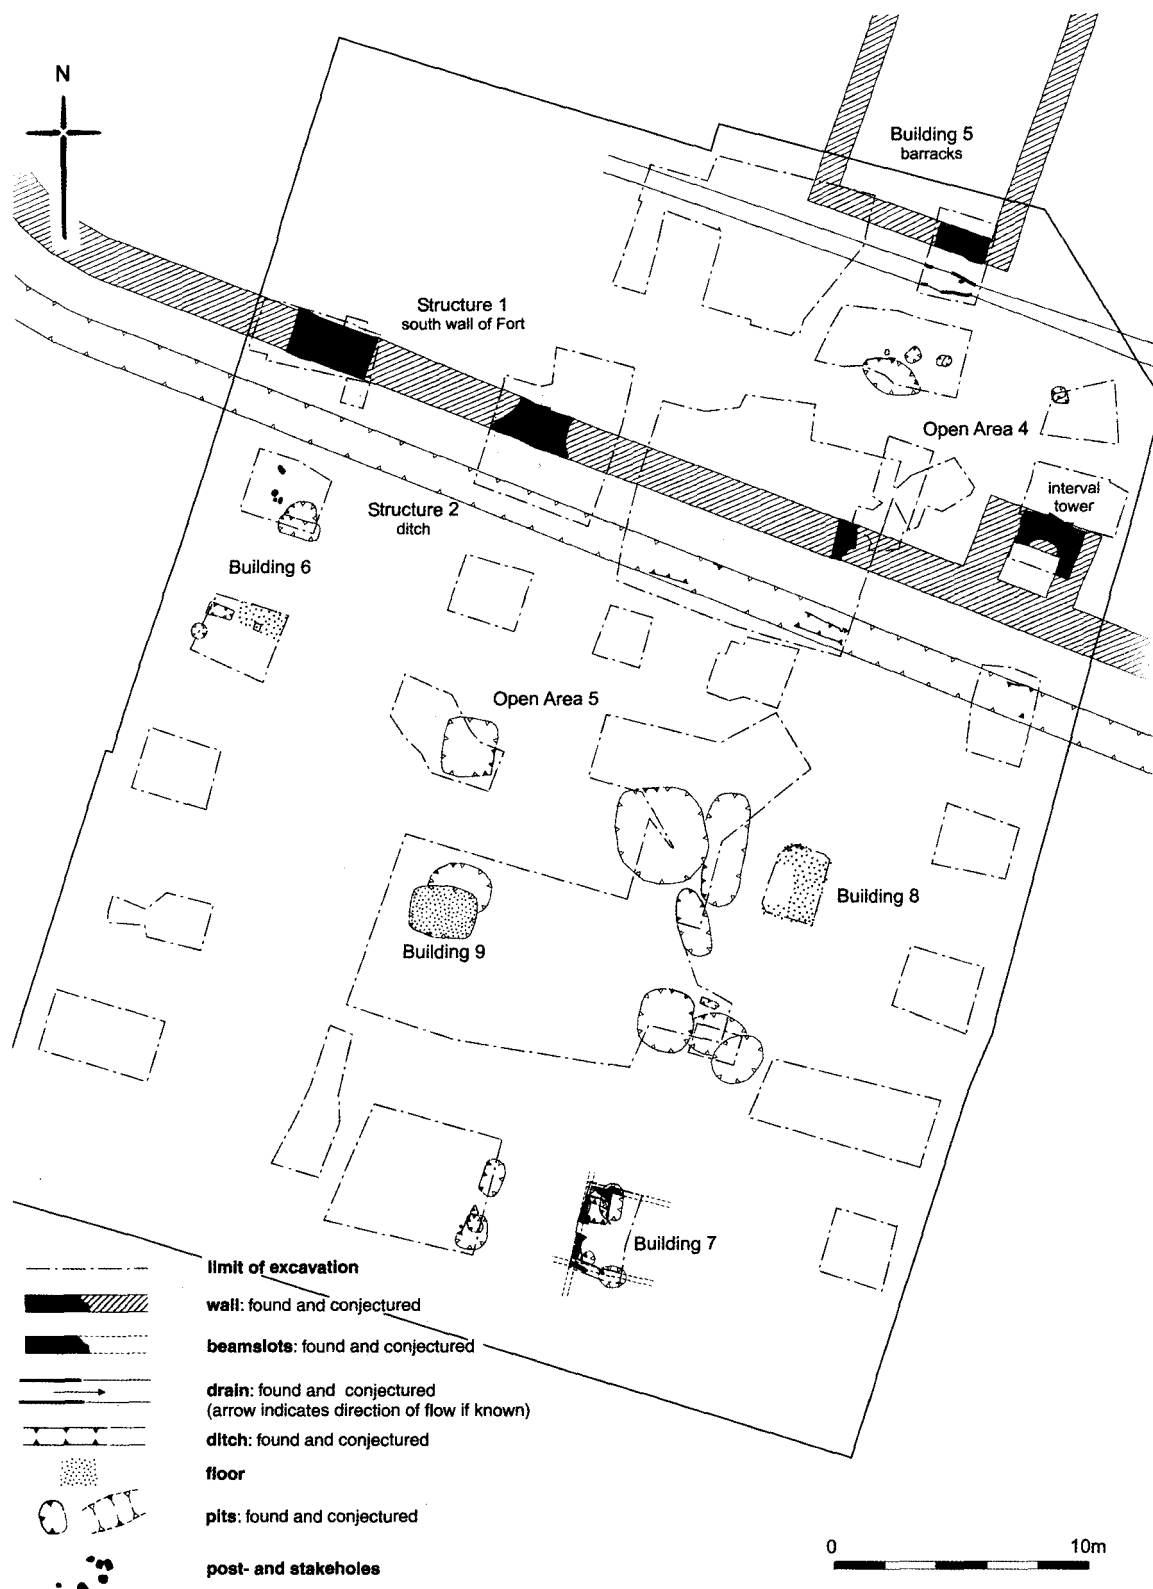 N
Building 5
barracks
Structure 1
south wall of Fort
Open Area 4
interval
tower
Structure 2
ditch
Building 6
Open Area 5
Building 8
Building 9
Building 7
limit of excavation
wall: found and conjectured
beamslots: found and conjectured
drain: found and conjectured
(arrow indicates direction of flow if known)
ditch: found and conjectured
floor
pits: found and conjectured
post- and stakeholes
0 10m